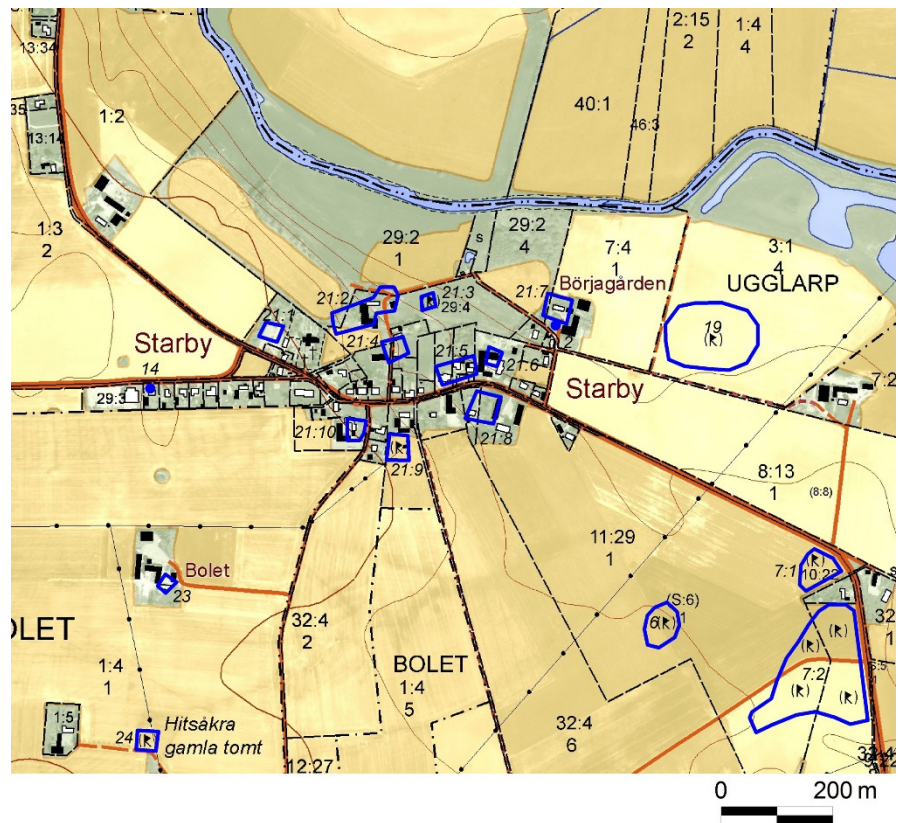 13:34
2:15
2
1:4
4
1:2
40:1
46:3
35
13:14
1:3
2
29:2
1
29:2
4
7:4
1
3:1
4
UGGLARP
S
Börjagården
21:1
21:2
21:3
29:4
21:7
19
(R)
21:4
Starby
14
21:5
21:6
2
Starby
29:3
7:2
21:10
(R)
21:9
21:8
8:13
1
(8:8)
11:29
1
(R)
7:1
10:22
Bolet
23
(S:6)
6(R)1
32:4
2
BOLET
1:4
5
OLET
1:4
1
(R)
7:2
(R)
(R)
S:5
32
1
1:5
24
(R)
Hitsåkra
gamla tomt
32:4
6
12:27
0
200 m